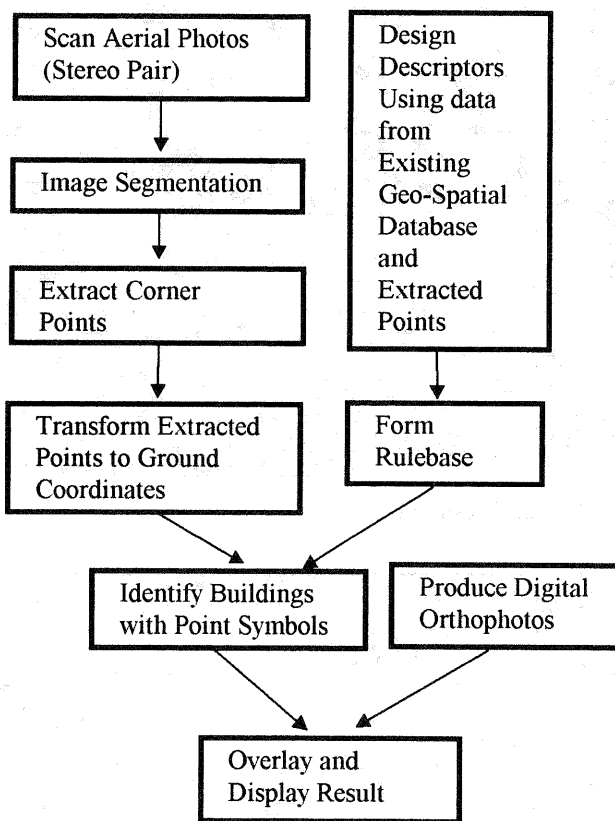 Scan Aerial Photos
(Stereo Pair)
Image Segmentation
Extract Corner
Points
Transform Extracted
Points to Ground
Coordinates
Design
Descriptors
Using data
from
Existing
Geo-Spatial
Database
and
Extracted
Points
Form
Rulebase
Identify Buildings
with Point Symbols
Produce Digital
Orthophotos
Overlay and
Display Result